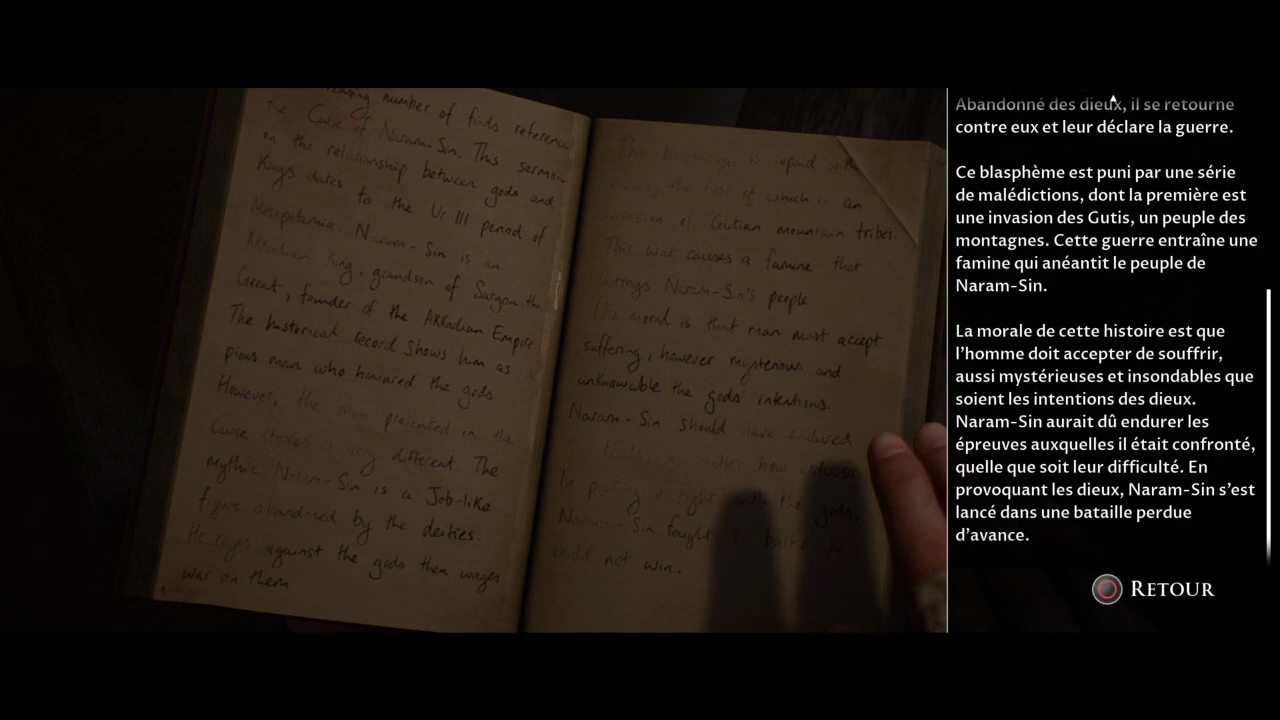 number of finds reference
the Curse of Naram-Sin. This sermon
on the relationship between gods and
Kings dates to the Ur III period of
Mesopotamia. Naram-Sin is an
Akkadian King, grandson of Sargon the
Great, founder of the Akkadian Empire.
The historical record shows him as a
pious man who honoured the gods
However, the man presented in the
Curse stories is very different. The
mythic Naram-Sin is a Job-like
figure abandoned by the deities.
He rages against the gods then wages
war on them
This blasphemy is repaid with
the first of which is an
invasion of Gutian mountain tribes.
This war causes a famine that
destroys Naram-Sin's people
The moral is that man must accept
suffering, however mysterious and
unknowable the gods' intentions.
Naram-Sin should have endured
matter how arduous
In picking a fight with the gods,
Naram-Sin fought a battle he
could not win.
Abandonné des dieux, il se retourne
contre eux et leur déclare la guerre.
Ce blasphème est puni par une série
de malédictions, dont la première est
une invasion des Gutis, un peuple des
montagnes. Cette guerre entraîne une
famine qui anéantit le peuple de
Naram-Sin.
La morale de cette histoire est que
l'homme doit accepter de souffrir,
aussi mystérieuses et insondables que
soient les intentions des dieux.
Naram-Sin aurait dû endurer les
épreuves auxquelles il était confronté,
quelle que soit leur difficulté. En
provoquant les dieux, Naram-Sin s'est
lancé dans une bataille perdue
d'avance.
RETOUR